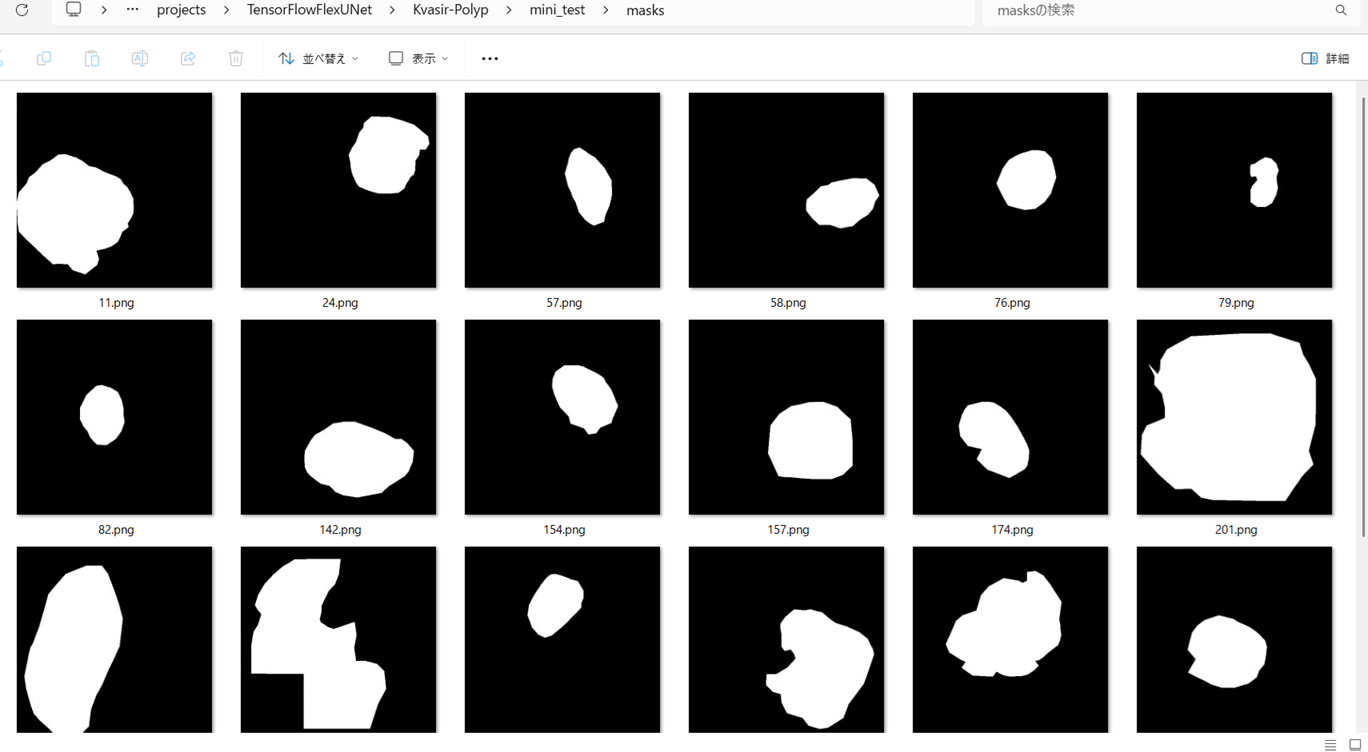 … projects > TensorFlowFlexUNet > Kvasir-Polyp > mini_test > masks
masksの検索
並べ替え 表示 … 詳細
11.png 24.png 57.png 58.png 76.png 79.png
82.png 142.png 154.png 157.png 174.png 201.png